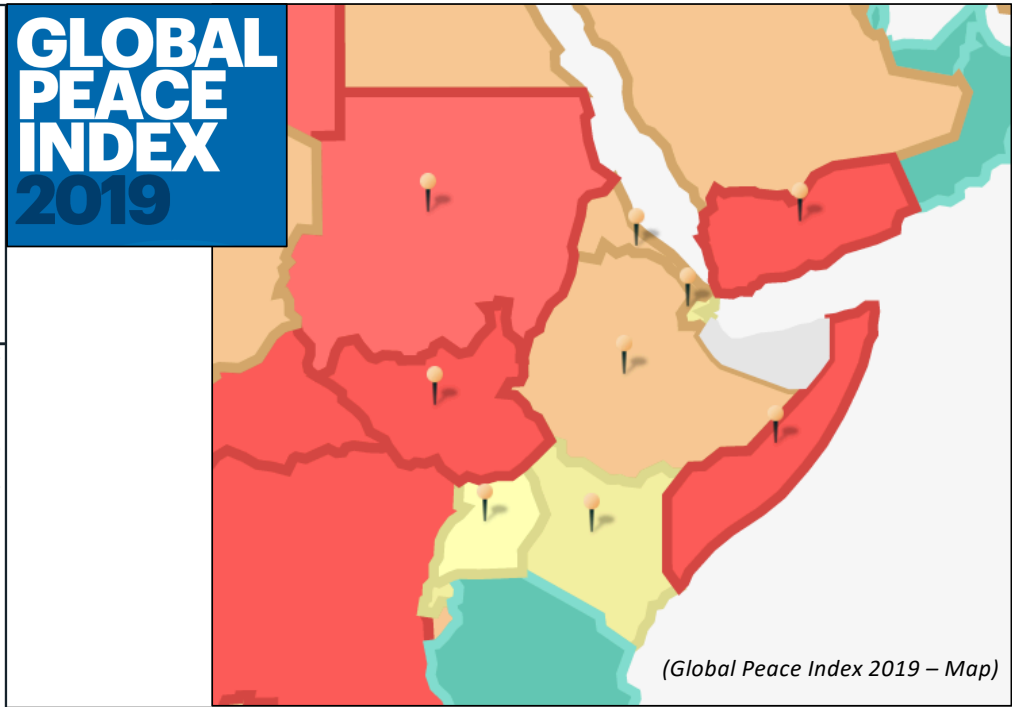 GLOBAL
PEACE
INDEX
2019
(Global Peace Index 2019 – Map)